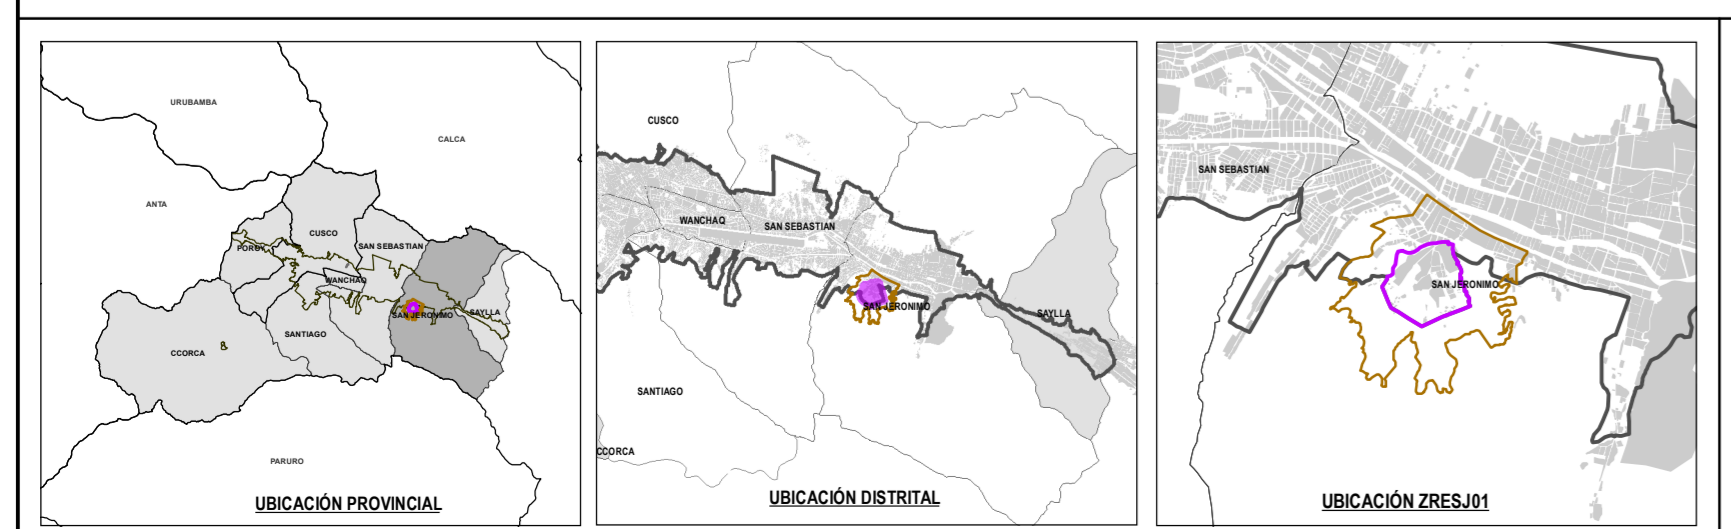 URUBAMBA
CALCA
ANTA
CUSCO
POROY
SAN SEBASTIAN
WANCHAQ
SAN JERONIMO
SAYLLA
SANTIAGO
CCORCA
PARURO
UBICACIÓN PROVINCIAL
CUSCO
WANCHAQ
SAN SEBASTIAN
SAN JERONIMO
SAYLLA
SANTIAGO
CCORCA
UBICACIÓN DISTRITAL
SAN SEBASTIAN
SAN JERONIMO
UBICACIÓN ZRESJ01